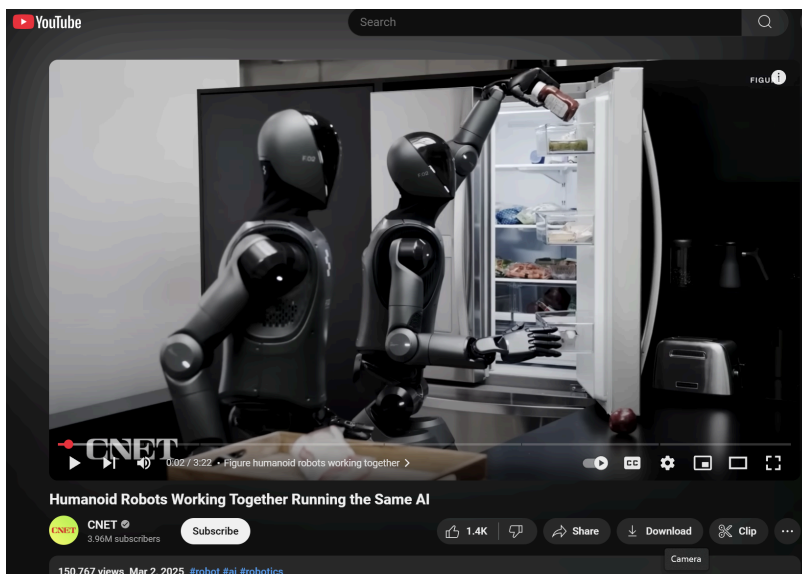 YouTube
Search
FIGU
F.02
CNET
0:02 / 3:22 • Figure humanoid robots working together >
CC
Humanoid Robots Working Together Running the Same AI
CNET
CNET
3.96M subscribers
Subscribe
1.4K
Share
Download
Clip
Camera
150,767 views Mar 2, 2025 #robot #ai #robotics